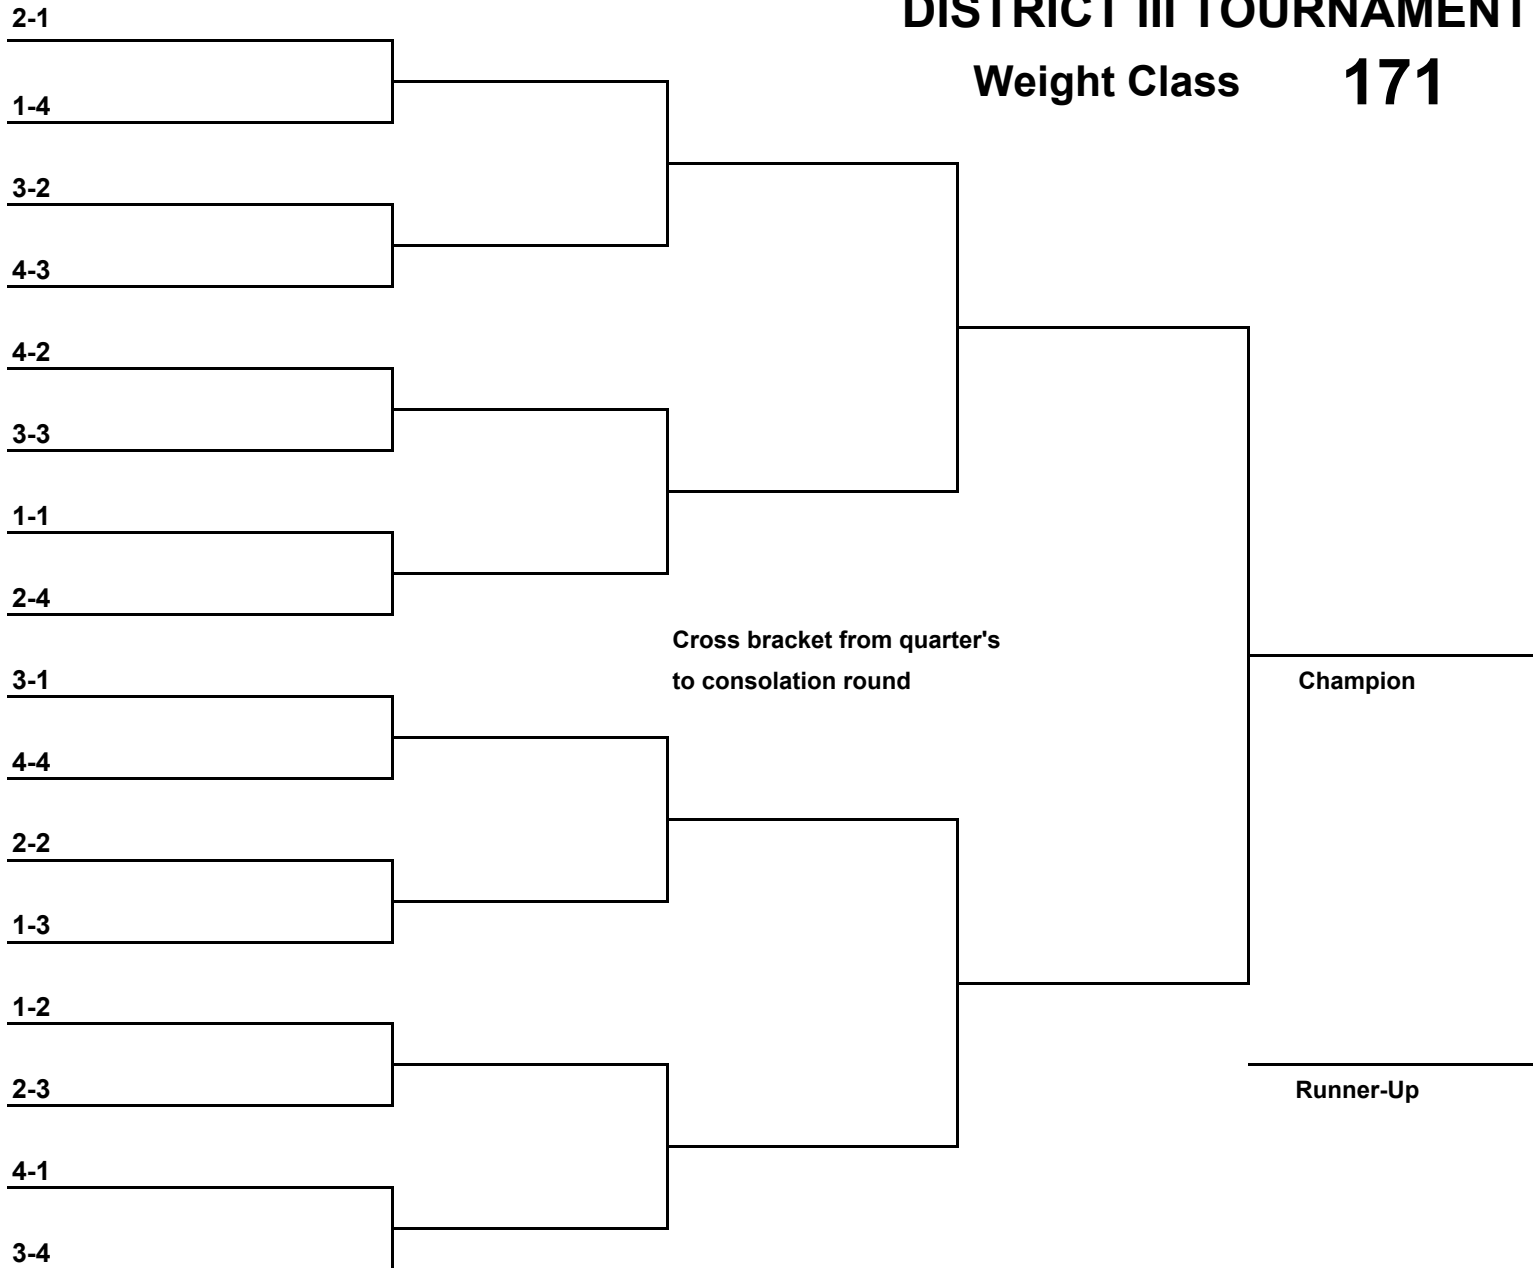 DISTRICT III TOURNAMENT
Weight Class 171
2-1
1-4
3-2
4-3
4-2
3-3
1-1
2-4
3-1
4-4
2-2
1-3
1-2
2-3
4-1
3-4
Cross bracket from quarter's
to consolation round
Champion
Runner-Up